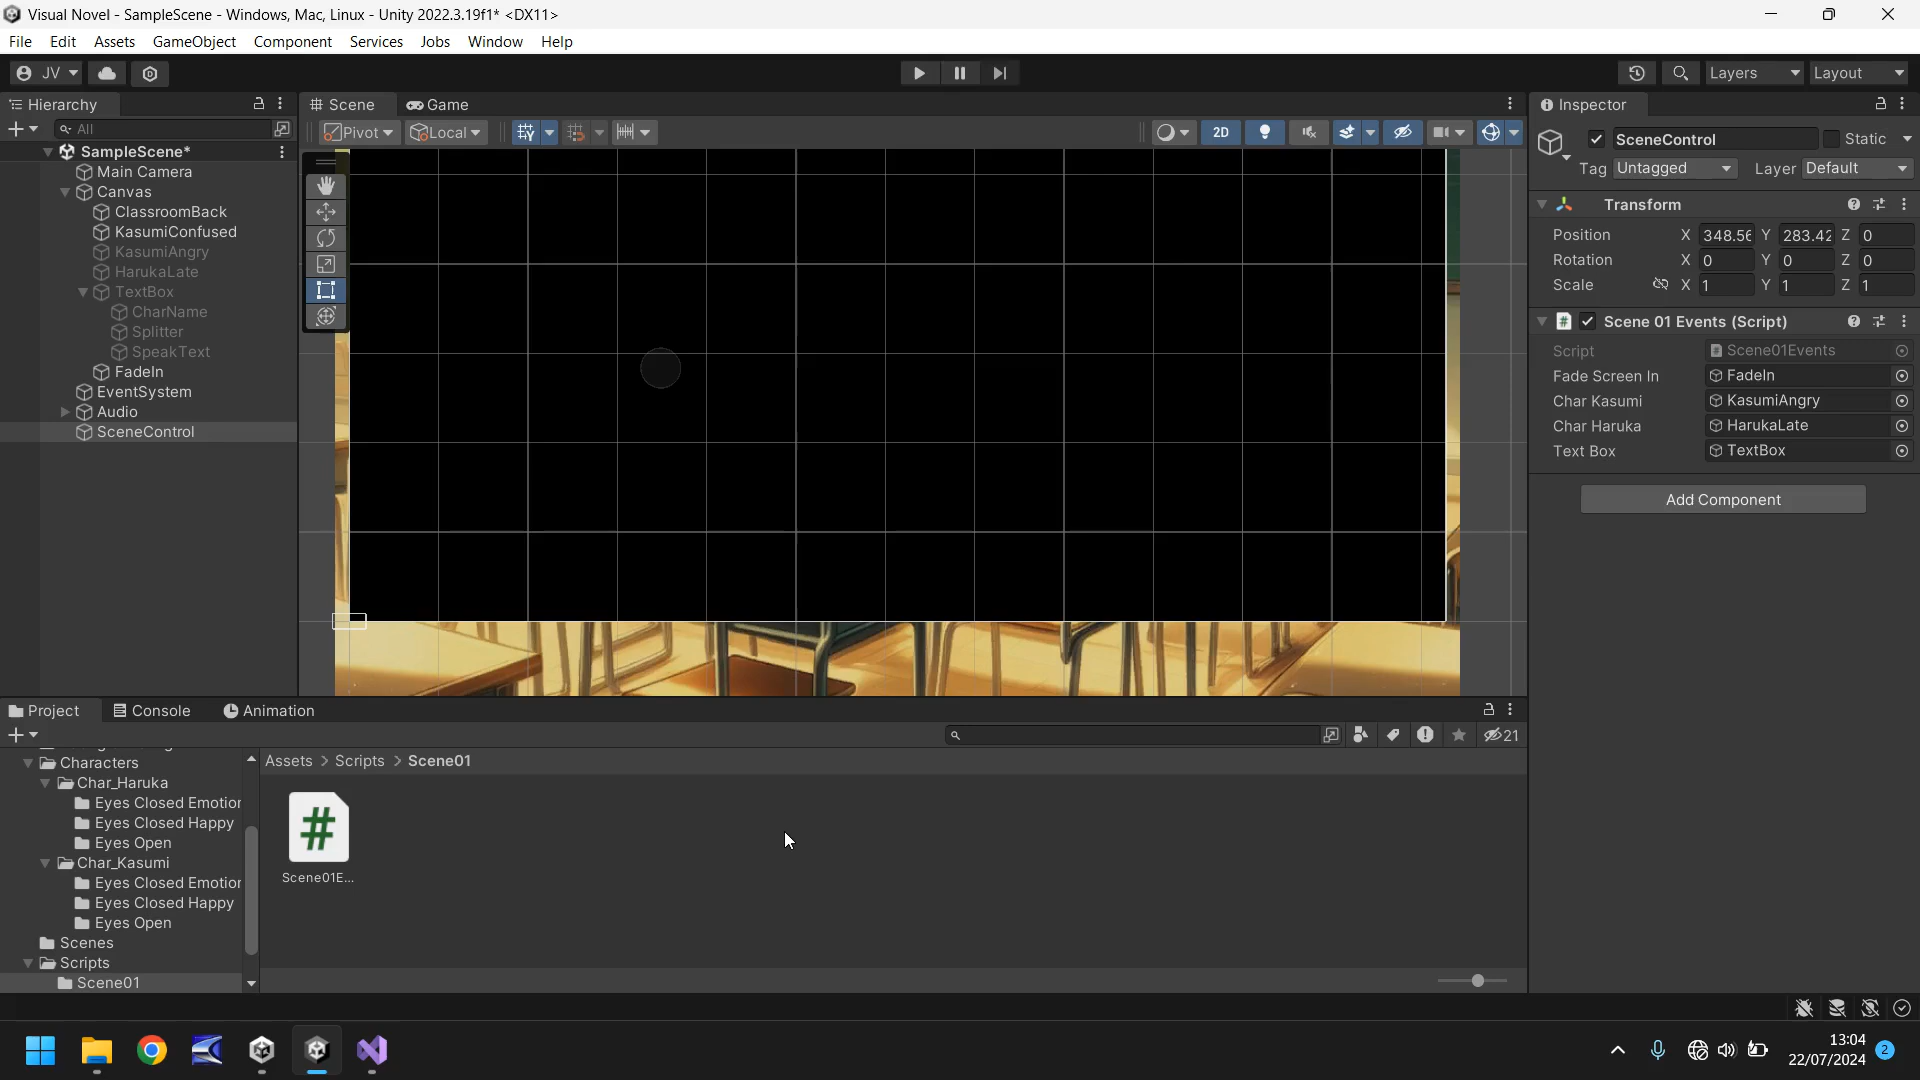 Visual Novel - SampleScene - Windows, Mac, Linux - Unity 2022.3.19f1* <DX11>
File Edit Assets GameObject Component Services Jobs Window Help
JV Layers Layout
Hierarchy
All
SampleScene*
Main Camera
Canvas
ClassroomBack
KasumiConfused
KasumiAngry
HarukaLate
TextBox
CharName
Splitter
SpeakText
FadeIn
EventSystem
Audio
SceneControl
Scene Game
Pivot Local 2D
Inspector
SceneControl Static
Tag Untagged Layer Default
Transform
Position X 348.56 Y 283.42 Z 0
Rotation X 0 Y 0 Z 0
Scale X 1 Y 1 Z 1
# Scene 01 Events (Script)
Script Scene01Events
Fade Screen In FadeIn
Char Kasumi KasumiAngry
Char Haruka HarukaLate
Text Box TextBox
Add Component
Project Console Animation
21
Characters
Char_Haruka
Eyes Closed Emotion
Eyes Closed Happy
Eyes Open
Char_Kasumi
Eyes Closed Emotion
Eyes Closed Happy
Eyes Open
Scenes
Scripts
Scene01
Assets > Scripts > Scene01
#
Scene01E...
13:04
22/07/2024
2